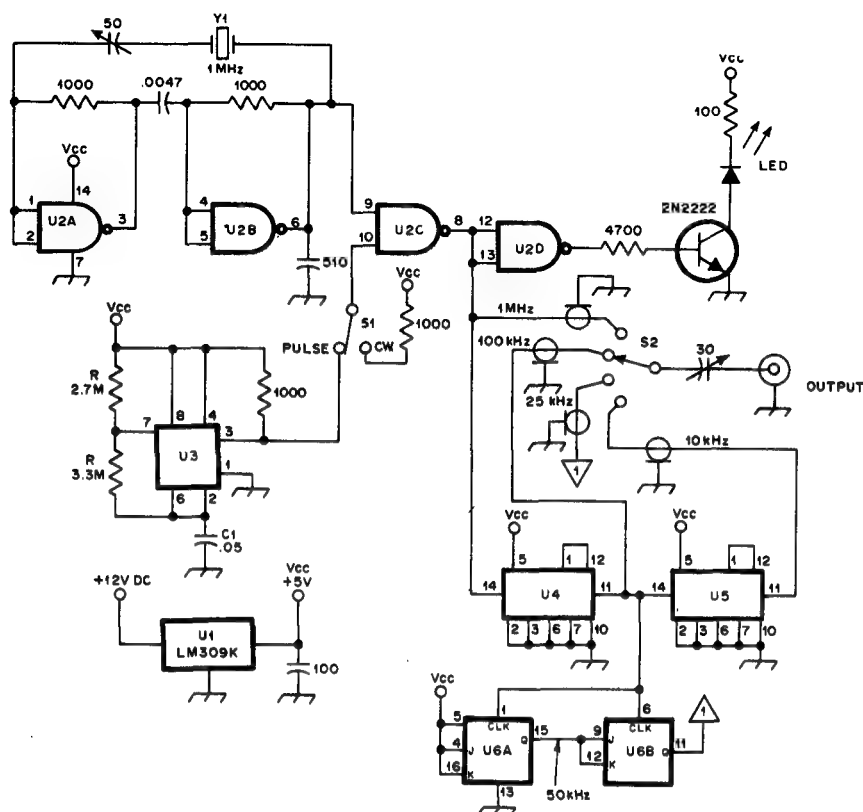 50
Y1
1MHz
1000
.0047
1000
Vcc
100
LED
2N2222
Vcc
14
1
2
U2A
3
7
4
5
U2B
6
510
9
10
U2C
8
12
13
U2D
4700
Vcc
1000
S1
PULSE
CW
1MHz
100kHz
S2
30
OUTPUT
25 kHz
1
10kHz
Vcc
R
2.7M
R
3.3M
7
8
4
1000
3
U3
1
6
2
C1
.05
+12V DC
Vcc
+5V
U1
LM309K
100
Vcc
5
1
12
14
U4
11
2
3
6
7
10
Vcc
5
1
12
14
U5
11
2
3
6
7
10
Vcc
1
CLK
5
4
J
16
K
U6A
Q
15
13
50kHz
6
CLK
9
J
12
K
U6B
Q
11
1